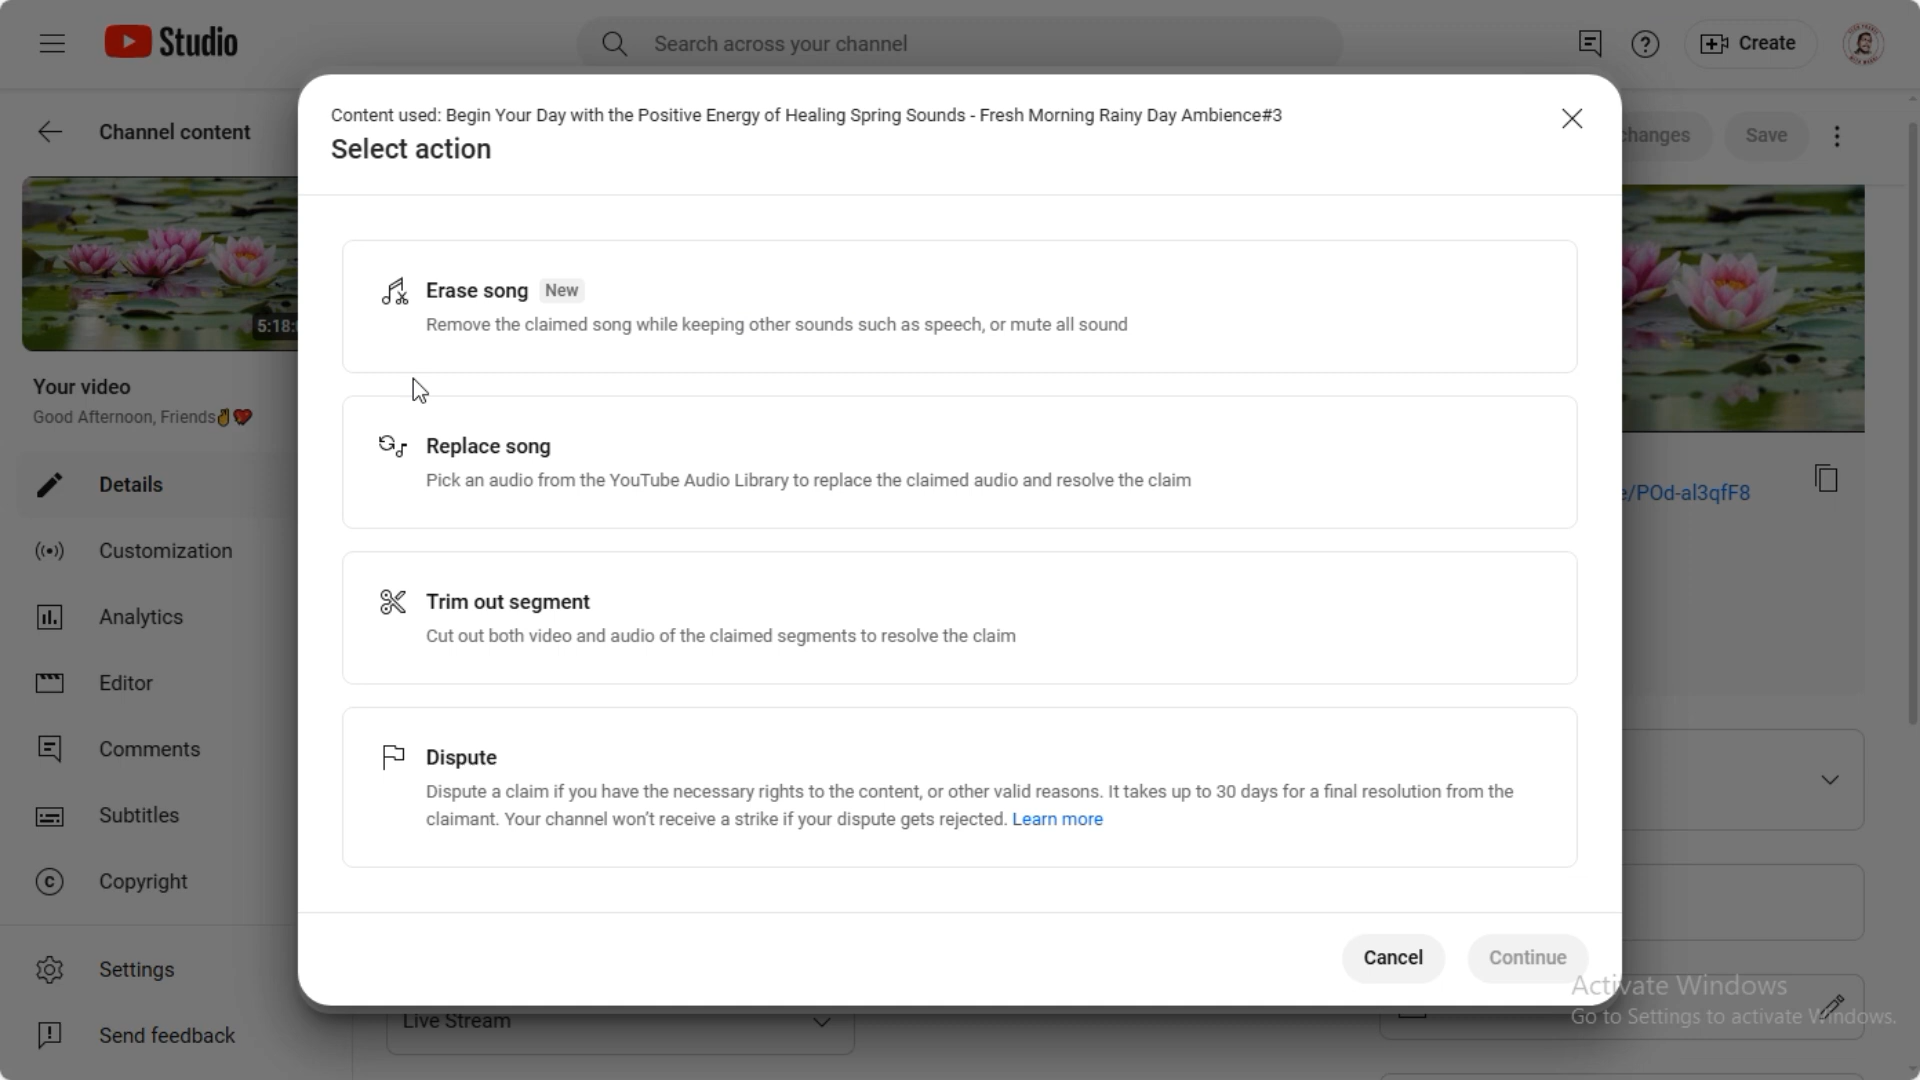 Studio
Search across your channel
Create
Channel content
changes
Save
Content used: Begin Your Day with the Positive Energy of Healing Spring Sounds - Fresh Morning Rainy Day Ambience#3
Select action
5:18:
Your video
Good Afternoon, Friends✌️❤️
Details
Customization
Analytics
Editor
Comments
Subtitles
Copyright
Settings
Send feedback
Erase song New
Remove the claimed song while keeping other sounds such as speech, or mute all sound
Replace song
Pick an audio from the YouTube Audio Library to replace the claimed audio and resolve the claim
Trim out segment
Cut out both video and audio of the claimed segments to resolve the claim
Dispute
Dispute a claim if you have the necessary rights to the content, or other valid reasons. It takes up to 30 days for a final resolution from the
claimant. Your channel won't receive a strike if your dispute gets rejected. Learn more
Cancel
Continue
e/POd-al3qfF8
Live Stream
Activate Windows
Go to Settings to activate Windows.